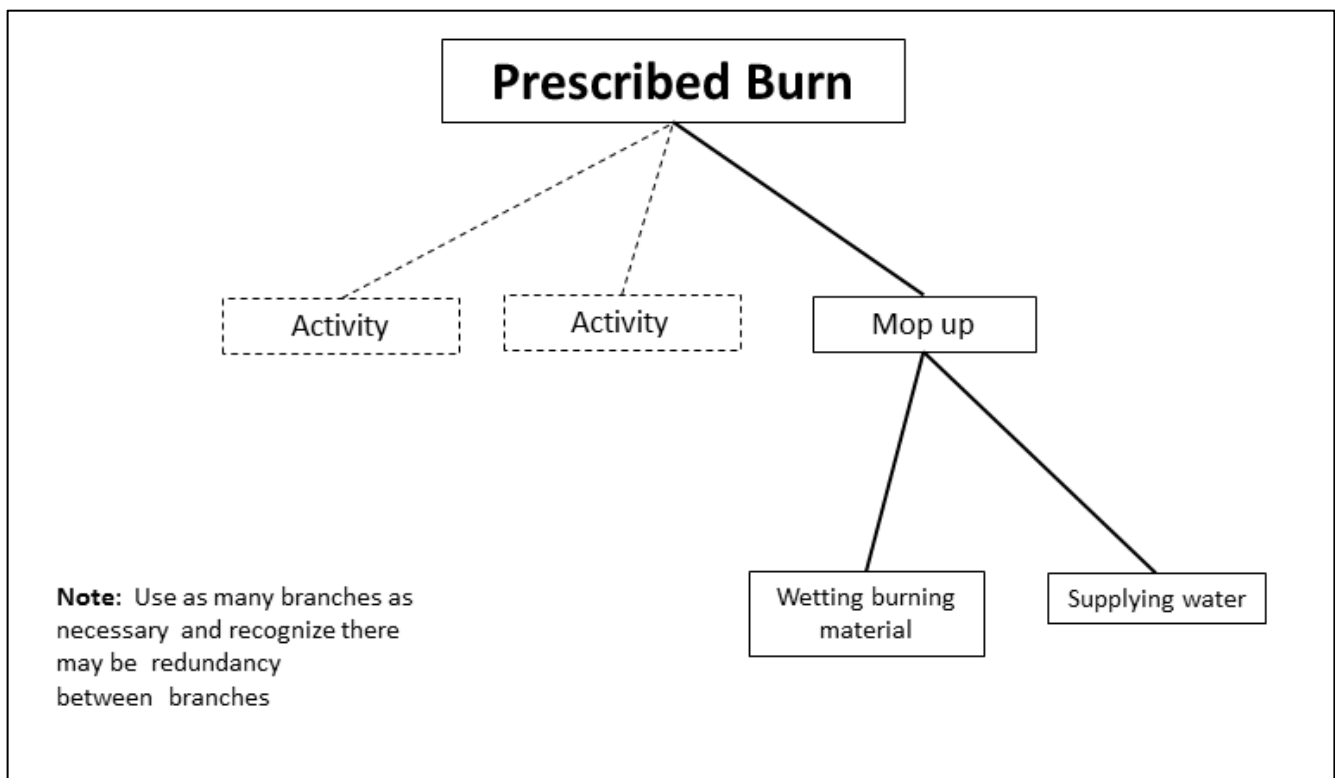 Prescribed Burn
Activity
Activity
Mop up
Wetting burning
material
Supplying water
Note: Use as many branches as
necessary and recognize there
may be redundancy
between branches